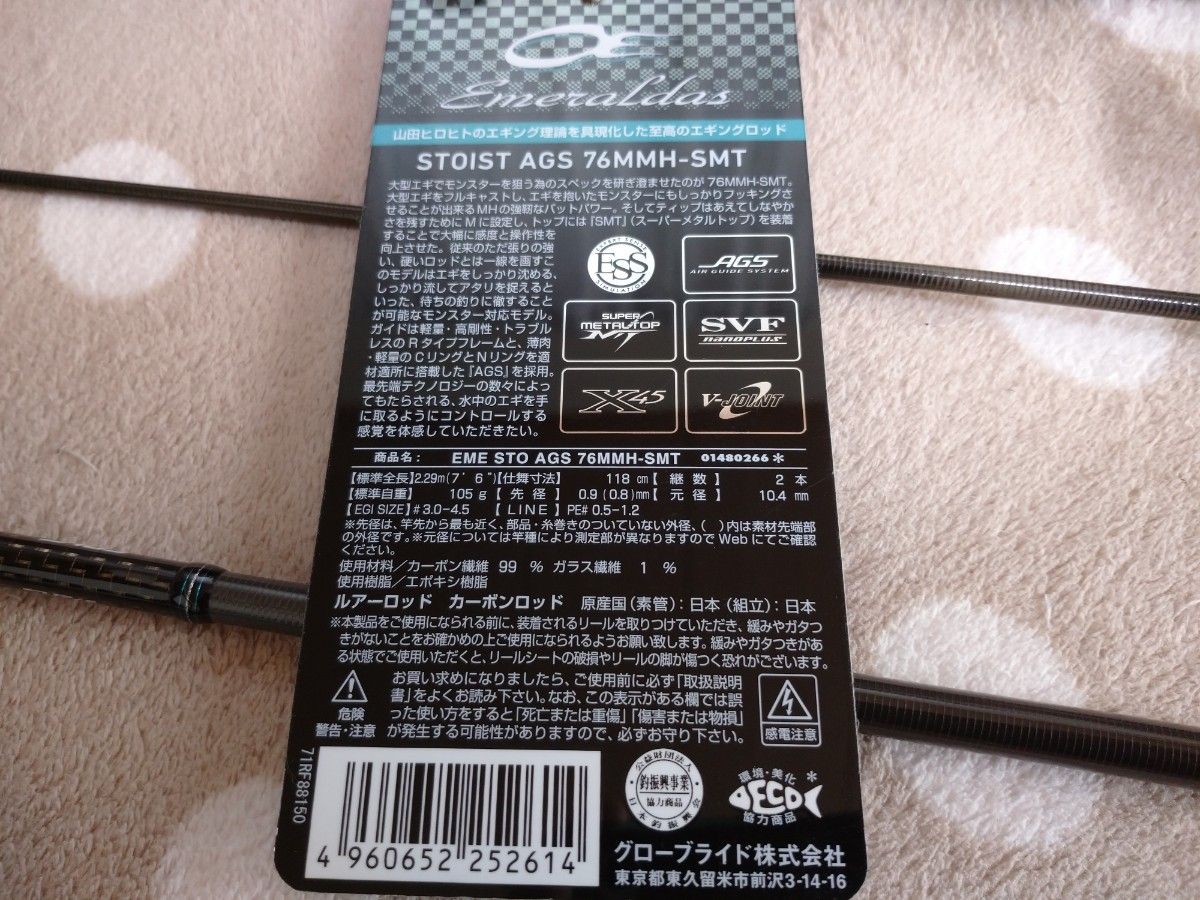 Emeraldas
山田ヒロヒトのエギング理論を具現化した至高のエギングロッド
STOIST AGS 76MMH-SMT
大型エギでモンスターを狙う為のスペックを研ぎ澄ませたのが76MMH-SMT。
大型エギをフルキャストし、エギを抱いたモンスターにもしっかりフッキングさ
せることが出来るMHの強靭なバットパワー。そしてティップはあえてしなやか
さを残すためにMに設定し、トップには『SMT』(スーパーメタルトップ)を装着
することで大幅に感度と操作性を
向上させた。従来のただ張りの強
い、硬いロッドとは一線を画すこ
のモデルはエギをしっかり沈める、
しっかり流してアタリを捉えると
いった、待ちの釣りに徹すること
が可能なモンスター対応モデル。
ガイドは軽量・高剛性・トラブル
レスのRタイプフレームと、薄肉
・軽量のCリングとNリングを適
材適所に搭載した『AGS』を採用。
最先端テクノロジーの数々によっ
てもたらされる、水中のエギを手
に取るようにコントロールする
感覚を体感していただきたい。
EXPERT SENSE
ESS
SIMULATION
AGS
AIR GUIDE SYSTEM
SUPER
METALTOP
MT
SVF
nanoplus
X45
V-JOINT
商品名: EME STO AGS 76MMH-SMT 01480266*
【標準全長】2.29m(7'6")【仕舞寸法】 118 cm【継数】 2 本
【標準自重】 105 g【先径】 0.9(0.8)mm【元径】 10.4 mm
【EGI SIZE】#3.0-4.5 【LINE】PE# 0.5-1.2
※先径は、竿先から最も近く、部品・糸巻きのついていない外径、( )内は素材先端部
の外径です。※元径については竿種により測定部が異なりますのでWebにてご確認
ください。
使用材料/カーボン繊維 99 % ガラス繊維 1 %
使用樹脂/エポキシ樹脂
ルアーロッド カーボンロッド 原産国(素管):日本(組立):日本
※本製品をご使用になられる前に、装着されるリールを取りつけていただき、緩みやガタつ
きがないことをお確かめの上ご使用になられるようお願い致します。緩みやガタつきがあ
る状態でご使用いただくと、リールシートの破損やリールの脚が傷つく恐れがございます。
お買い求めになりましたら、ご使用前に必ず「取扱説明
書」をよくお読み下さい。なお、この表示がある欄では誤
った使い方をすると「死亡または重傷」「傷害または物損」
が発生する可能性がありますので、必ずお守り下さい。
危険
警告・注意
感電注意
71RF88150
4 960652 252614
公益財団法人
釣振興事業
協力商品
日本釣振興会
環境・美化
*
ECO
協力商品
グローブライド株式会社
東京都東久留米市前沢3-14-16